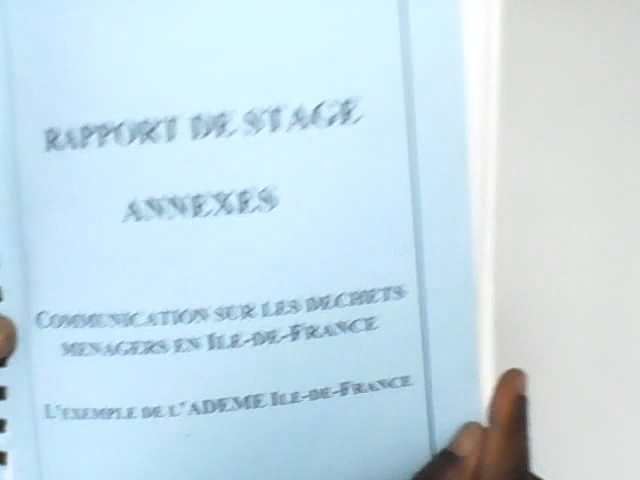 RAPPORT DE STAGE
ANNEXES
COMMUNICATION SUR LES DECHETS
MENAGERS EN ILE-DE-FRANCE
L'EXEMPLE DE L'ADEME ILE-DE-FRANCE